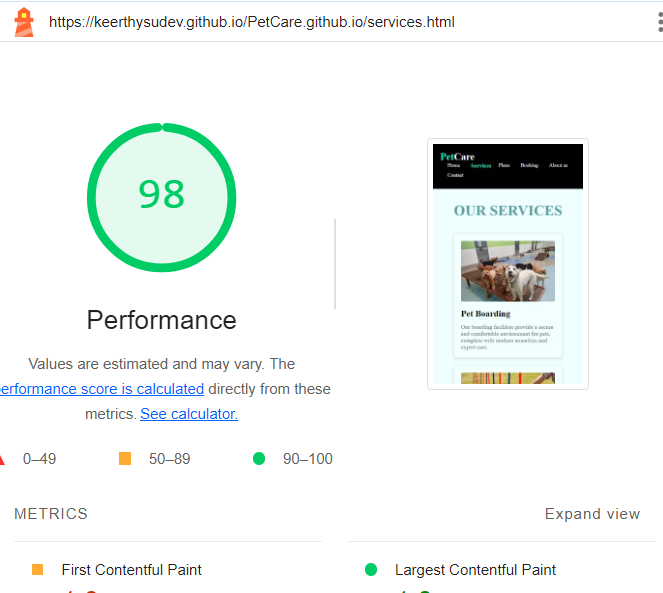 https://keerthysudev.github.io/PetCare.github.io/services.html
98
Performance
Values are estimated and may vary. The
performance score is calculated directly from these
metrics. See calculator.
0–49
50–89
90–100
PetCare
Home Services Plans Booking About us
Contact
OUR SERVICES
Pet Boarding
Our boarding facilities provide a secure
and comfortable environment for pets,
complete with modern amenities and
expert care.
METRICS
Expand view
First Contentful Paint
Largest Contentful Paint